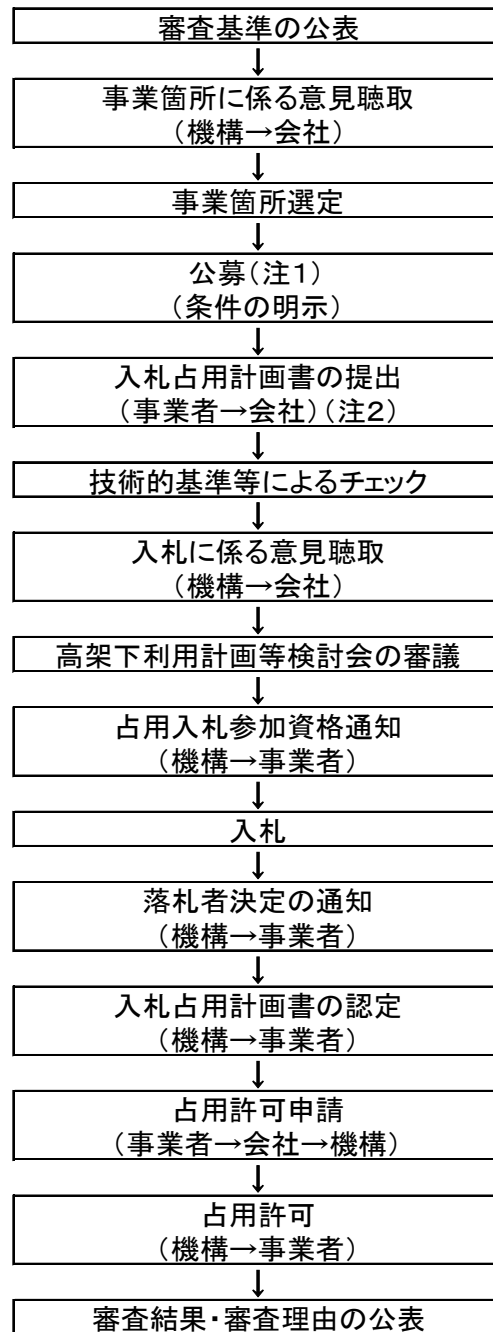 審査基準の公表
↓
事業箇所に係る意見聴取
（機構→会社）
↓
事業箇所選定
↓
公募（注１）
（条件の明示）
↓
入札占用計画書の提出
（事業者→会社）（注２）
↓
技術的基準等によるチェック
↓
入札に係る意見聴取
（機構→会社）
↓
高架下利用計画等検討会の審議
↓
占用入札参加資格通知
（機構→事業者）
↓
入札
↓
落札者決定の通知
（機構→事業者）
↓
入札占用計画書の認定
（機構→事業者）
↓
占用許可申請
（事業者→会社→機構）
↓
占用許可
（機構→事業者）
↓
審査結果・審査理由の公表